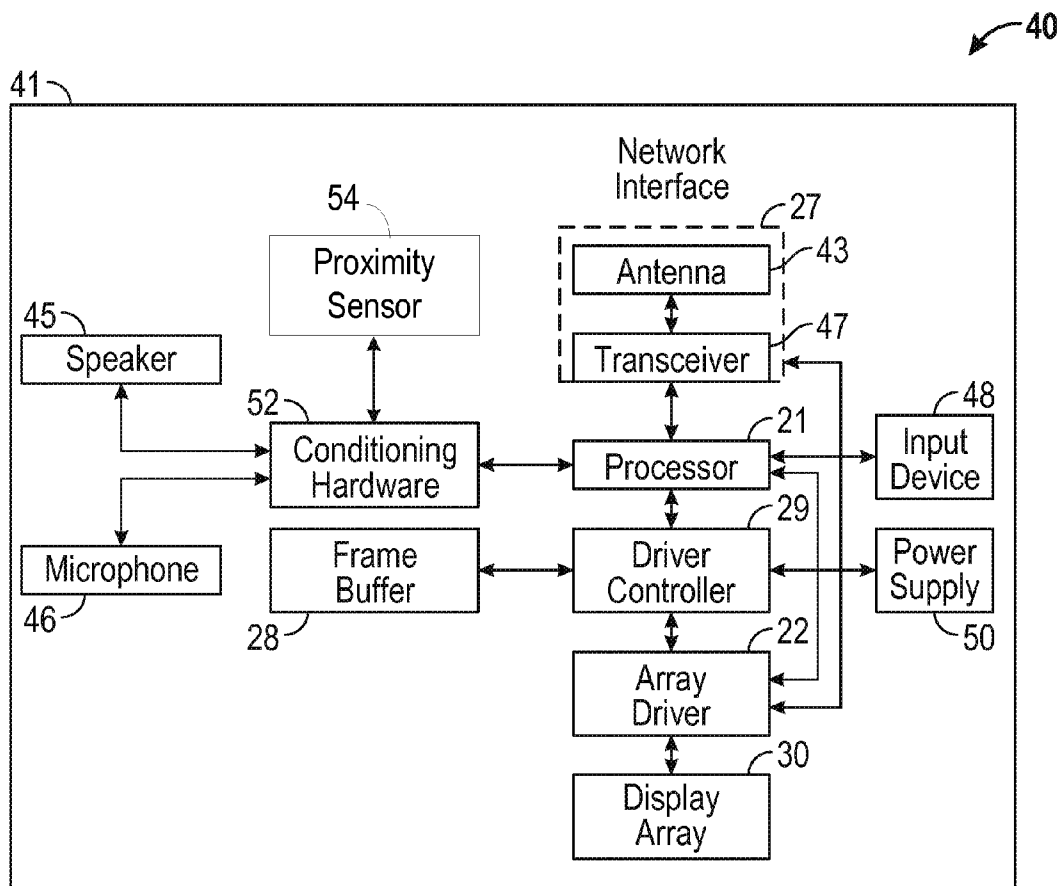 40
41
Network
Interface
54
27
Proximity
Sensor
Antenna
43
45
Speaker
Transceiver
47
52
Conditioning
Hardware
21
Processor
48
Input
Device
Microphone
46
Frame
Buffer
28
29
Driver
Controller
Power
Supply
50
22
Array
Driver
30
Display
Array